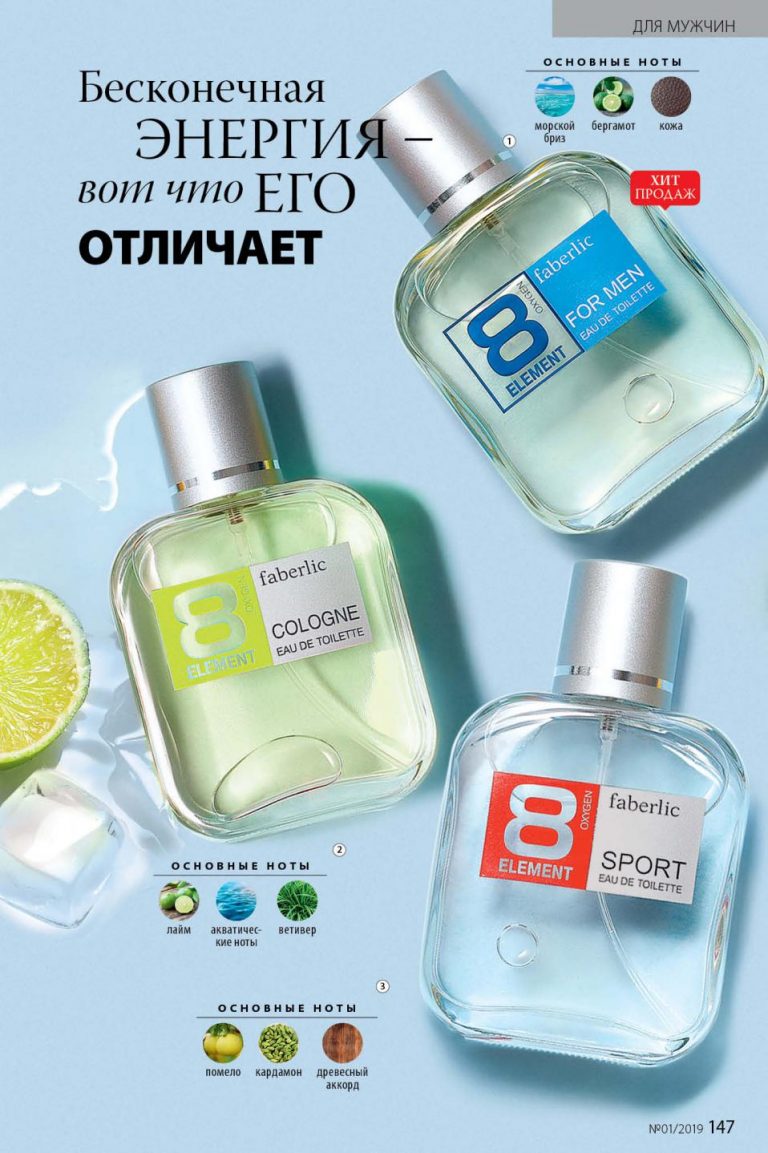 ДЛЯ МУЖЧИН
Бесконечная
ЭНЕРГИЯ –
вот что ЕГО
ОТЛИЧАЕТ
ОСНОВНЫЕ НОТЫ
морской
бриз
бергамот
кожа
1
ХИТ
ПРОДАЖ
8
ELEMENT
OXYGEN
faberlic
FOR MEN
EAU DE TOILETTE
8
ELEMENT
OXYGEN
faberlic
COLOGNE
EAU DE TOILETTE
8
ELEMENT
OXYGEN
faberlic
SPORT
EAU DE TOILETTE
2
ОСНОВНЫЕ НОТЫ
лайм
акватичес-
кие ноты
ветивер
3
ОСНОВНЫЕ НОТЫ
помело
кардамон
древесный
аккорд
№01/2019 147